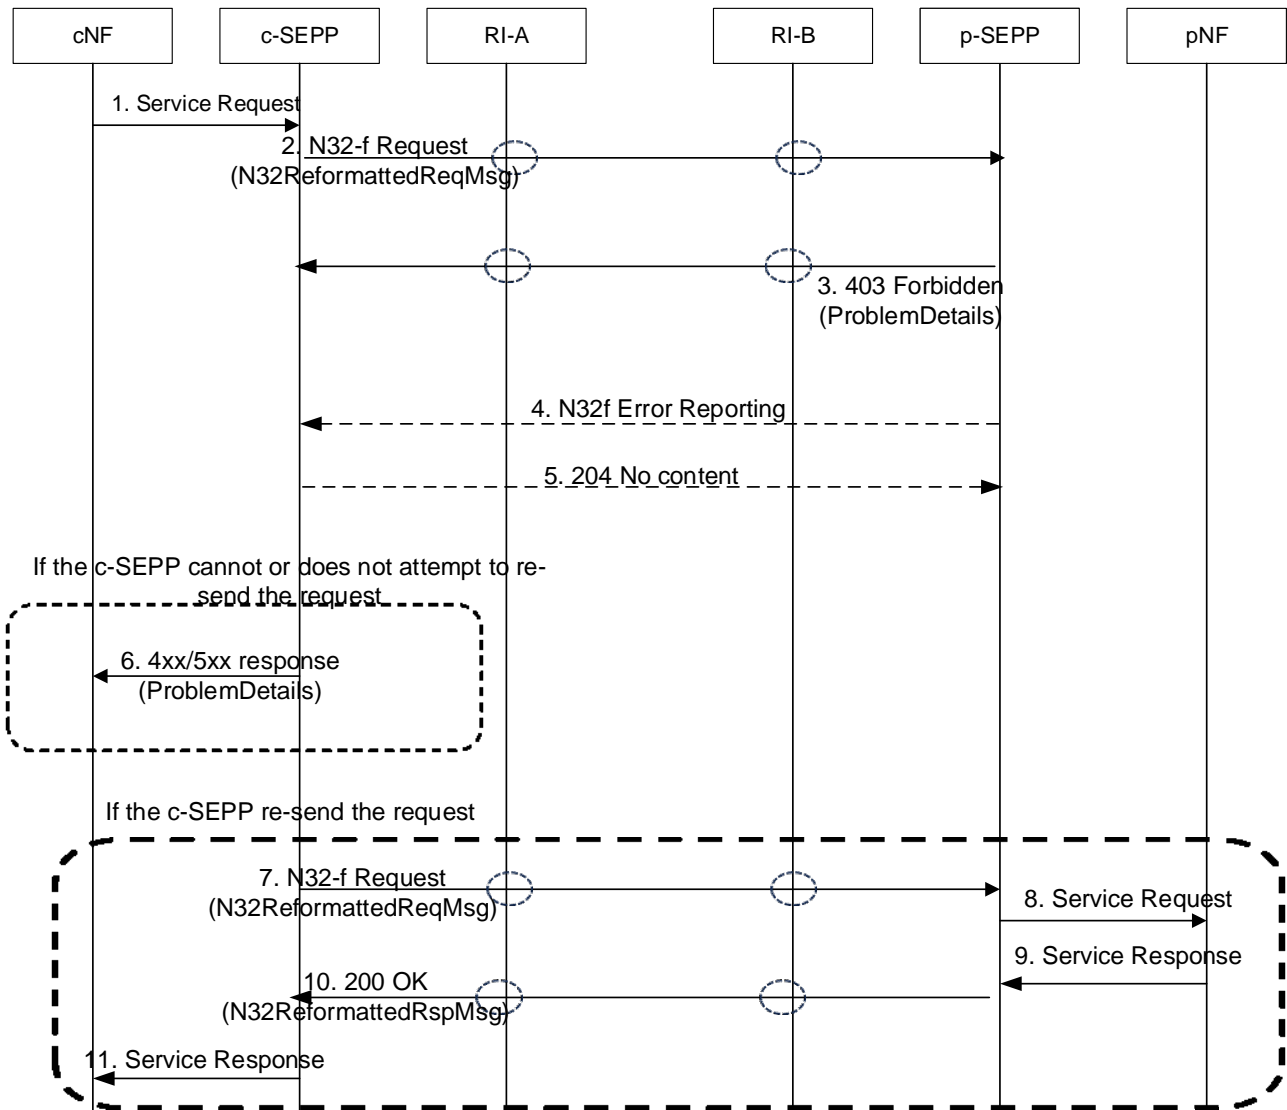 cNF
c-SEPP
RI-A
RI-B
p-SEPP
pNF
1. Service Request
2. N32-f Request
(N32ReformattedReqMsg)
3. 403 Forbidden
(ProblemDetails)
4. N32f Error Reporting
5. 204 No content
If the c-SEPP cannot or does not attempt to re-
send the request
6. 4xx/5xx response
(ProblemDetails)
If the c-SEPP re-send the request
7. N32-f Request
(N32ReformattedReqMsg)
8. Service Request
9. Service Response
10. 200 OK
(N32ReformattedRspMsg)
11. Service Response